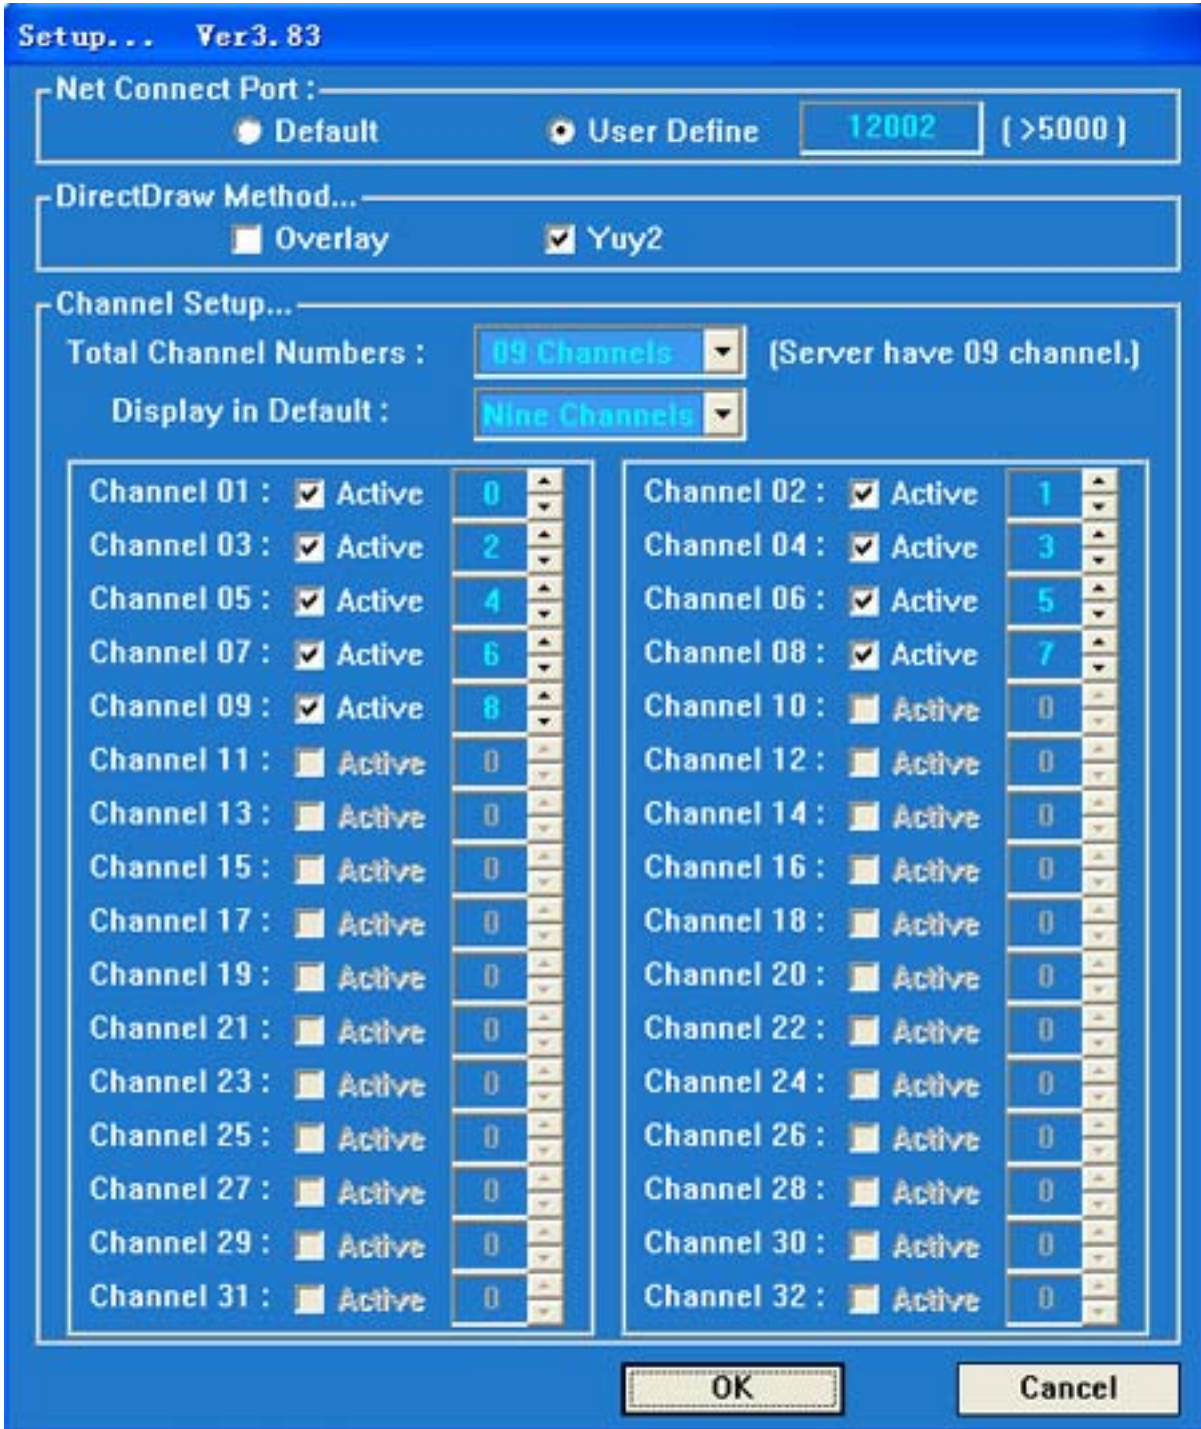 Setup... Ver3.83
Net Connect Port :
Default User Define 12002 ( >5000 )
DirectDraw Method...
Overlay Yuy2
Channel Setup...
Total Channel Numbers : 09 Channels (Server have 09 channel.)
Display in Default : Nine Channels
Channel 01 : Active 0 Channel 02 : Active 1
Channel 03 : Active 2 Channel 04 : Active 3
Channel 05 : Active 4 Channel 06 : Active 5
Channel 07 : Active 6 Channel 08 : Active 7
Channel 09 : Active 8 Channel 10 : Active 0
Channel 11 : Active 0 Channel 12 : Active 0
Channel 13 : Active 0 Channel 14 : Active 0
Channel 15 : Active 0 Channel 16 : Active 0
Channel 17 : Active 0 Channel 18 : Active 0
Channel 19 : Active 0 Channel 20 : Active 0
Channel 21 : Active 0 Channel 22 : Active 0
Channel 23 : Active 0 Channel 24 : Active 0
Channel 25 : Active 0 Channel 26 : Active 0
Channel 27 : Active 0 Channel 28 : Active 0
Channel 29 : Active 0 Channel 30 : Active 0
Channel 31 : Active 0 Channel 32 : Active 0
OK Cancel